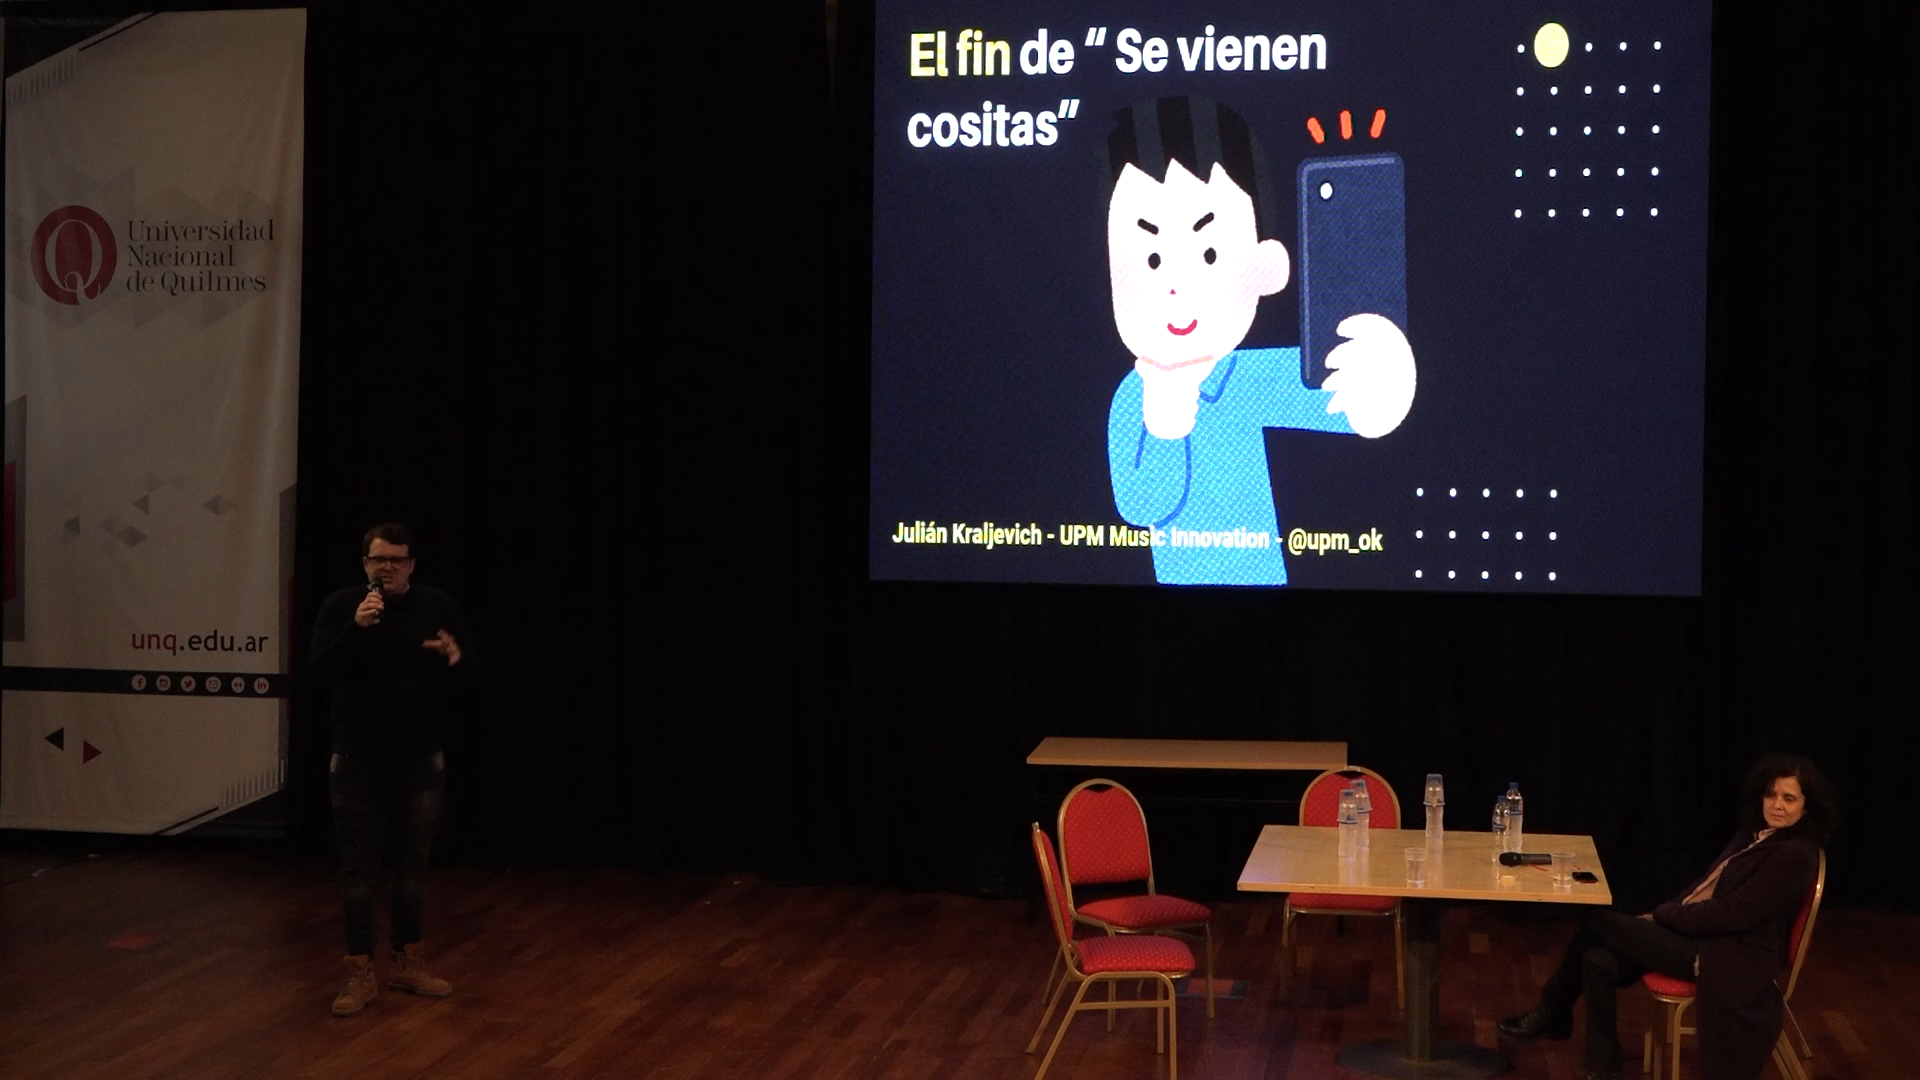 Universidad
Nacional
de Quilmes
unq.edu.ar
El fin de “ Se vienen
cositas”
Julián Kraljevich - UPM Music Innovation - @upm_ok